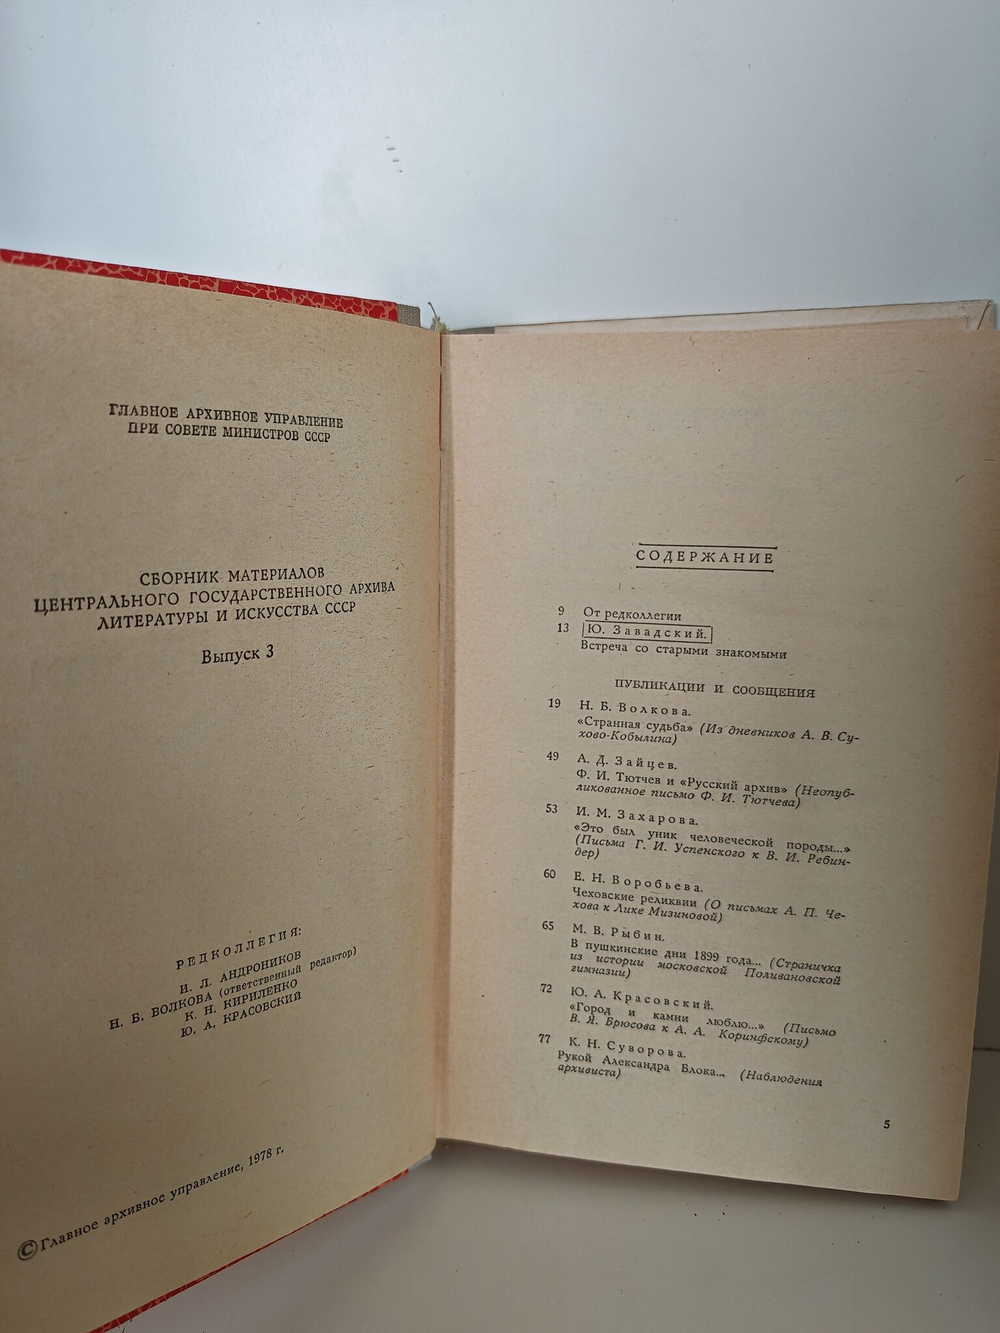 ГЛАВНОЕ АРХИВНОЕ УПРАВЛЕНИЕ
ПРИ СОВЕТЕ МИНИСТРОВ СССР
СБОРНИК МАТЕРИАЛОВ
ЦЕНТРАЛЬНОГО ГОСУДАРСТВЕННОГО АРХИВА
ЛИТЕРАТУРЫ И ИСКУССТВА СССР
Выпуск 3
РЕДКОЛЛЕГИЯ:
И. Л. АНДРОНИКОВ
Н. Б. ВОЛКОВА (ответственный редактор)
К. Н. КИРИЛЕНКО
Ю. А. КРАСОВСКИЙ
© Главное архивное управление, 1978 г.
СОДЕРЖАНИЕ
9 От редколлегии
13 Ю. Завадский.
Встреча со старыми знакомыми
ПУБЛИКАЦИИ И СООБЩЕНИЯ
19 Н. Б. Волкова.
«Странная судьба» (Из дневников А. В. Су-
хово-Кобылина)
49 А. Д. Зайцев.
Ф. И. Тютчев и «Русский архив» (Неопуб-
ликованное письмо Ф. И. Тютчева)
53 И. М. Захарова.
«Это был уник человеческой породы...»
(Письма Г. И. Успенского к В. И. Ребин-
дер)
60 Е. Н. Воробьева.
Чеховские реликвии (О письмах А. П. Че-
хова к Лике Мизиновой)
65 М. В. Рыбин.
В пушкинские дни 1899 года... (Страничка
из истории московской Поливановской
гимназии)
72 Ю. А. Красовский.
«Город и камни люблю...» (Письмо
В. Я. Брюсова к А. А. Коринфскому)
77 К. Н. Суворова.
Рукой Александра Блока... (Наблюдения
архивиста)
5